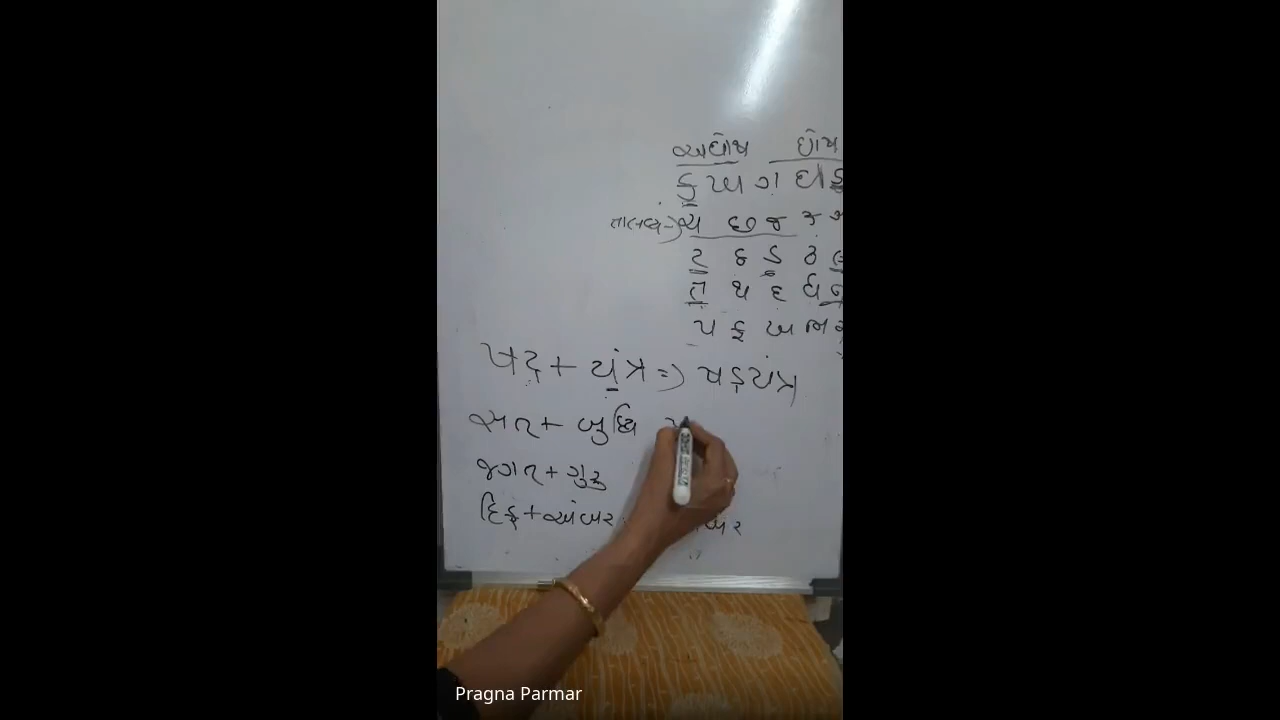 અઘોષ ઘોષ
ક ખ ગ ઘ ઙ
તાલવ્ય-> ચ છ જ ઝ
ટ ઠ ડ ઢ
ત થ દ ધ ન
પ ફ બ ભ
ષટ્ + યંત્ર => ષડ્યંત્ર
સત્ + બુધ્ધિ
જગત્ + ગુરુ
દિક્ + અંબર
Pragna Parmar